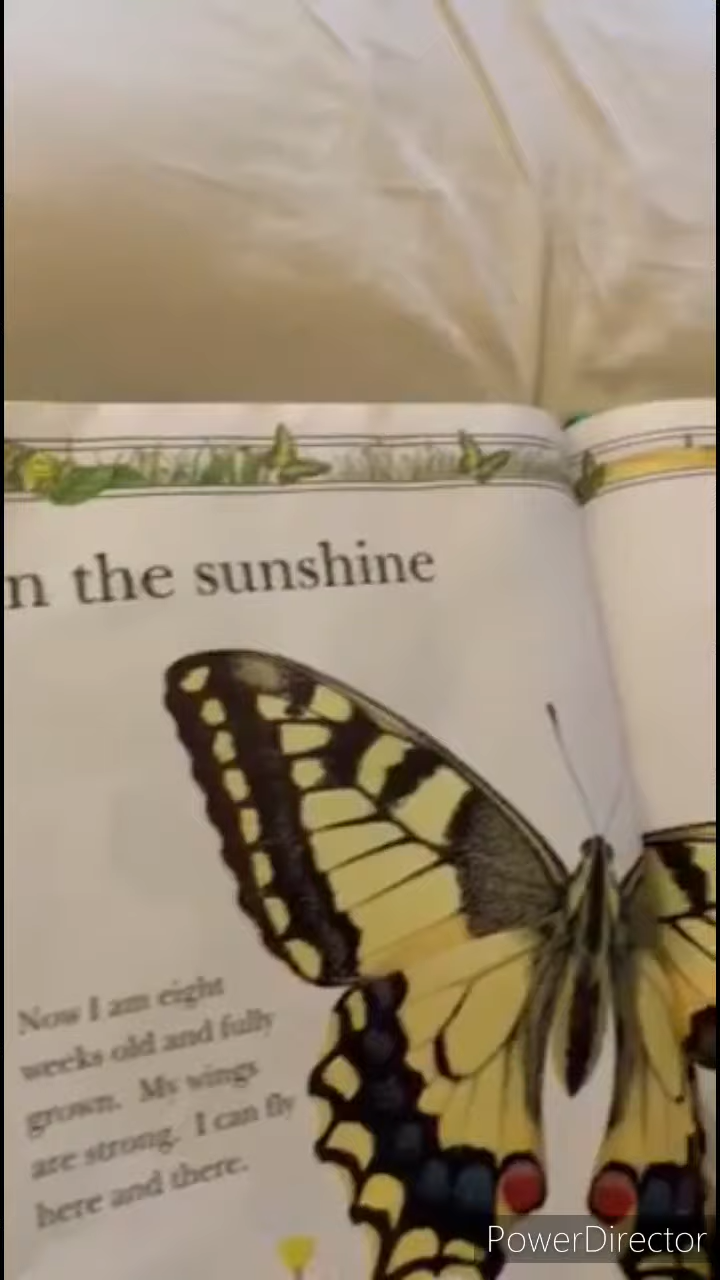 n the sunshine
Now I am eight
weeks old and fully
grown. My wings
are strong. I can fly
here and there.
PowerDirector